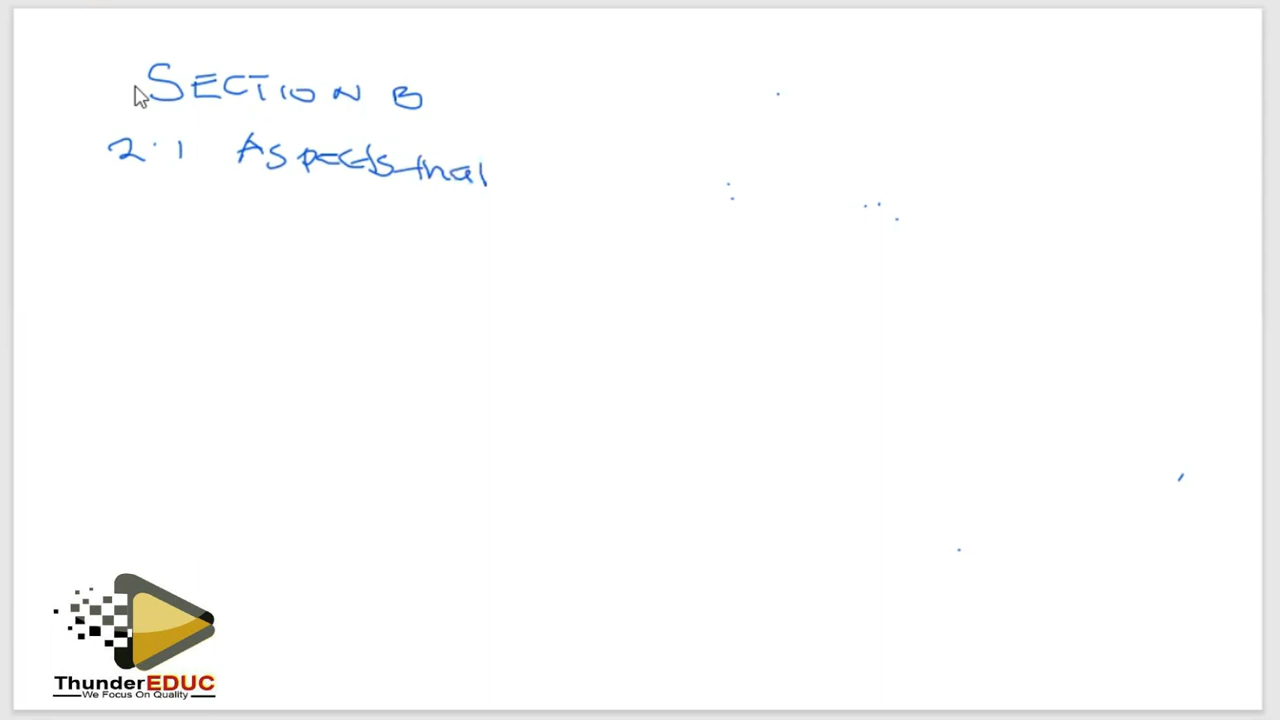 SECTION B
2.1 Aspects that
ThunderEDUC
We Focus On Quality